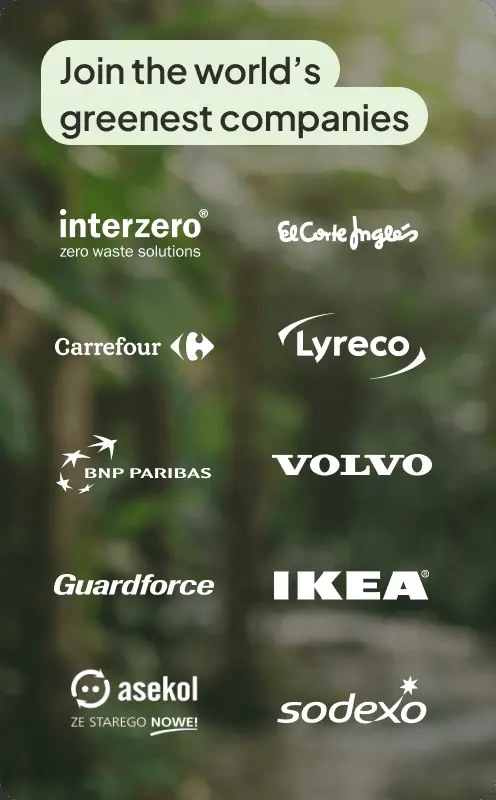 Join the world’s
greenest companies
interzero®
zero waste solutions
El Corte Inglés
Carrefour
Lyreco
BNP PARIBAS
VOLVO
Guardforce
IKEA®
asekol
ZE STAREGO NOWE!
sodexo